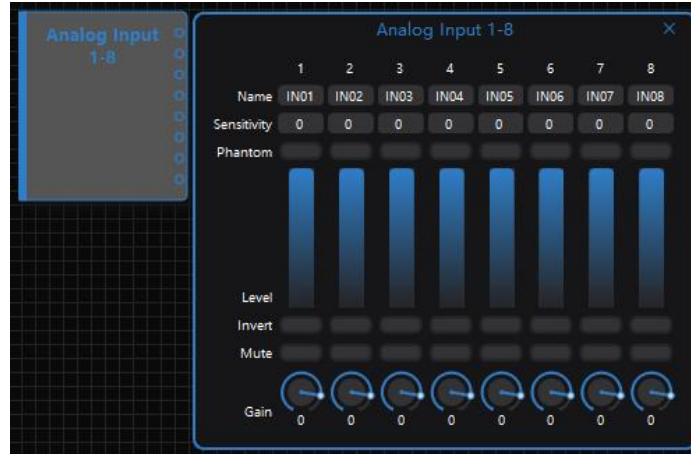 Analog Input
1-8
Analog Input 1-8 ×
1 2 3 4 5 6 7 8
Name IN01 IN02 IN03 IN04 IN05 IN06 IN07 IN08
Sensitivity 0 0 0 0 0 0 0 0
Phantom
Level
Invert
Mute
Gain 0 0 0 0 0 0 0 0